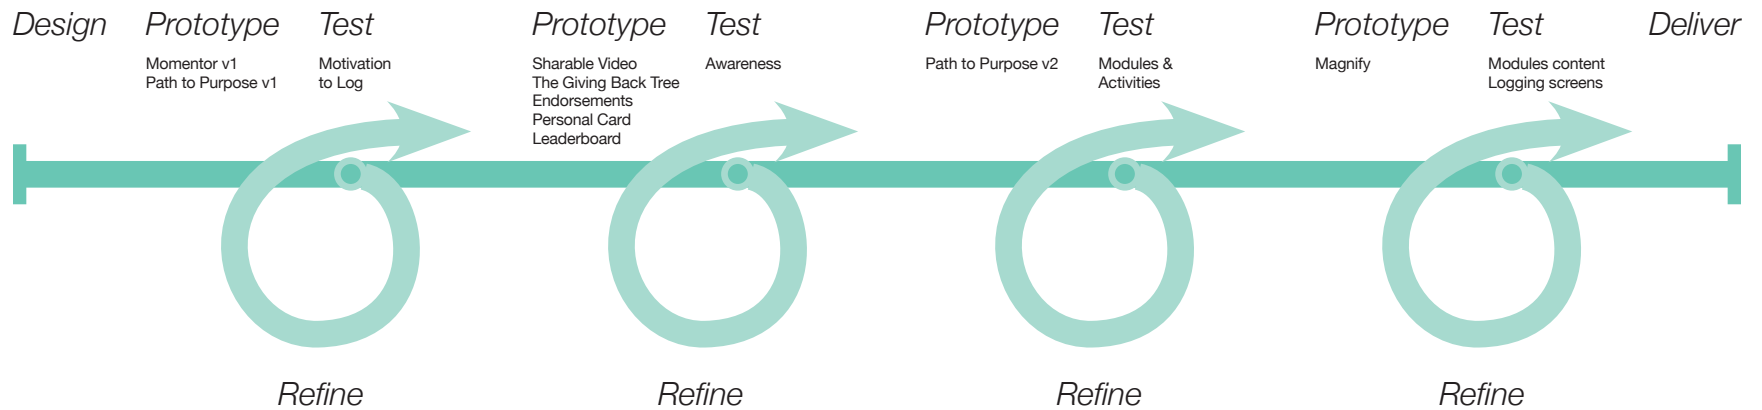 Design
Prototype
Momentor v1
Path to Purpose v1
Test
Motivation
to Log
Prototype
Sharable Video
The Giving Back Tree
Endorsements
Personal Card
Leaderboard
Test
Awareness
Prototype
Path to Purpose v2
Test
Modules &
Activities
Prototype
Magnify
Test
Modules content
Logging screens
Deliver
Refine
Refine
Refine
Refine